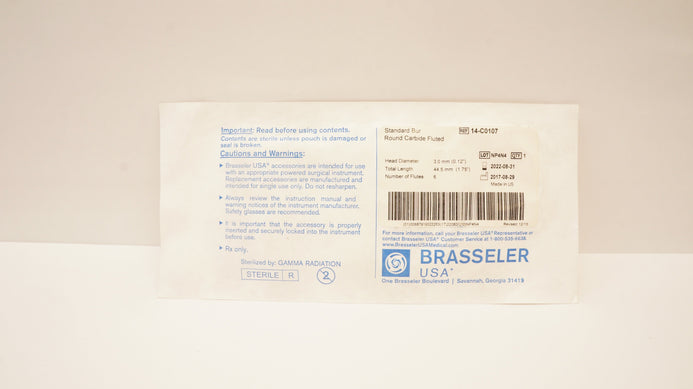 Important: Read before using contents.
Contents are sterile unless pouch is damaged or
seal is broken.
Cautions and Warnings:
Brasseler USA® accessories are intended for use
with an appropriate powered surgical instrument.
Replacement accessories are manufactured and
intended for single use only. Do not resharpen.
Always review the instruction manual and
warning notices of the instrument manufacturer.
Safety glasses are recommended.
It is important that the accessory is properly
inserted and securely locked into the instrument
before use.
Rx only.
Sterilized by: GAMMA RADIATION
STERILE R
2
Standard Bur
Round Carbide Fluted
REF 14-C0107
LOT NP4N4 QTY 1
Head Diameter: 3.0 mm (0.12")
Total Length 44.5 mm (1.75")
Number of Flutes 6
2022-08-31
2017-08-29
Made in US
Revised 12/16
For more information, call your Brasseler USA® Representative or
contact Brasseler USA® Customer Service at 1-800-535-6638
www.BrasselerUSAMedical.com
BRASSELER
USA®
One Brasseler Boulevard | Savannah, Georgia 31419